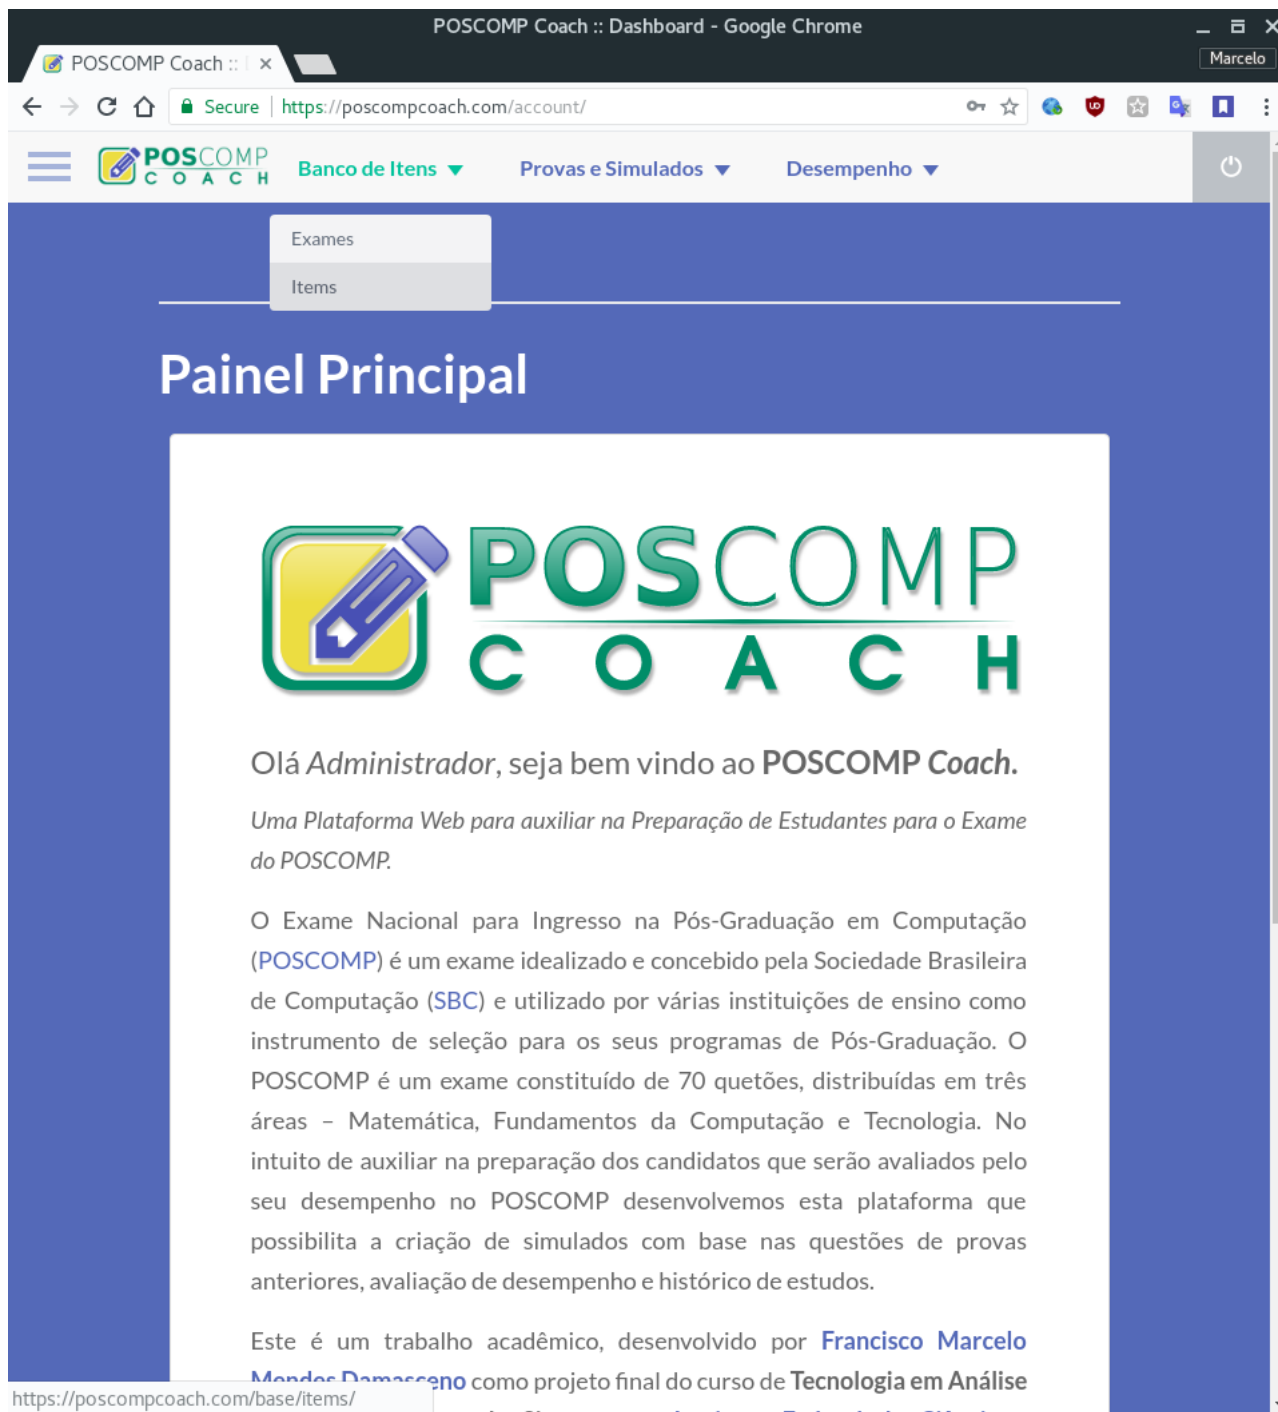 POSCOMP Coach :: Dashboard - Google Chrome
POSCOMP Coach ::
Marcelo
Secure
https://poscompcoach.com/account/
POSCOMP
COACH
Banco de Itens
Provas e Simulados
Desempenho
Exames
Items
Painel Principal
POSCOMP
COACH
Olá Administrador, seja bem vindo ao POSCOMP Coach.
Uma Plataforma Web para auxiliar na Preparação de Estudantes para o Exame
do POSCOMP.
O Exame Nacional para Ingresso na Pós-Graduação em Computação
(POSCOMP) é um exame idealizado e concebido pela Sociedade Brasileira
de Computação (SBC) e utilizado por várias instituições de ensino como
instrumento de seleção para os seus programas de Pós-Graduação. O
POSCOMP é um exame constituído de 70 quetões, distribuídas em três
áreas – Matemática, Fundamentos da Computação e Tecnologia. No
intuito de auxiliar na preparação dos candidatos que serão avaliados pelo
seu desempenho no POSCOMP desenvolvemos esta plataforma que
possibilita a criação de simulados com base nas questões de provas
anteriores, avaliação de desempenho e histórico de estudos.
Este é um trabalho acadêmico, desenvolvido por Francisco Marcelo
Mendes Damasceno como projeto final do curso de Tecnologia em Análise
https://poscompcoach.com/base/items/